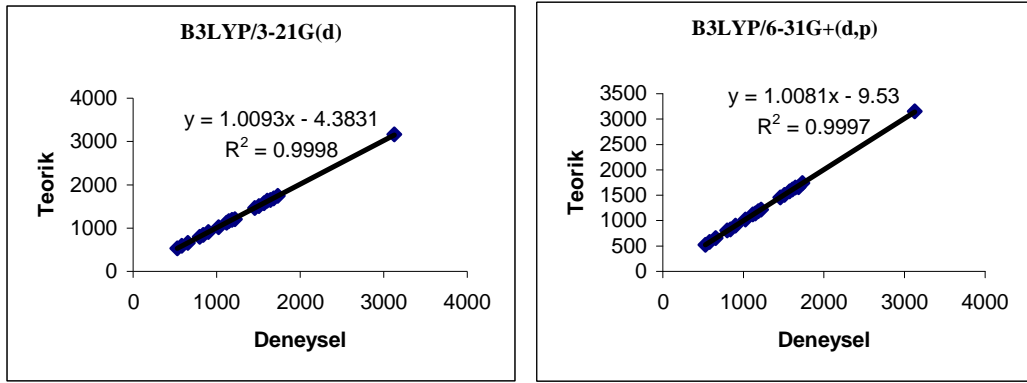 B3LYP/3-21G(d)
y = 1.0093x - 4.3831
R² = 0.9998
4000
3000
2000
1000
0
Teorik
0 1000 2000 3000 4000
Deneysel
B3LYP/6-31G+(d,p)
y = 1.0081x - 9.53
R² = 0.9997
3500
3000
2500
2000
1500
1000
500
0
Teorik
0 1000 2000 3000 4000
Deneysel